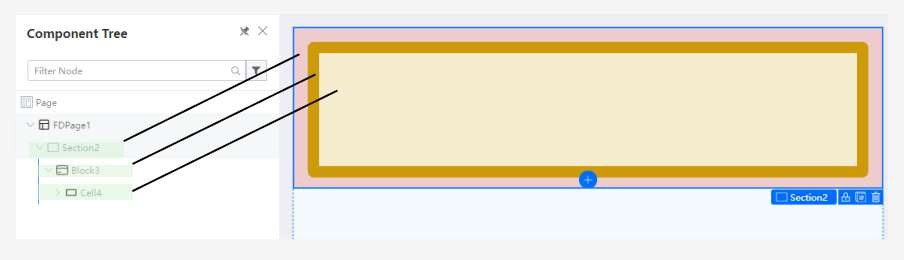 Component Tree
Filter Node
Page
FDPage1
Section2
Block3
Cell4
Section2